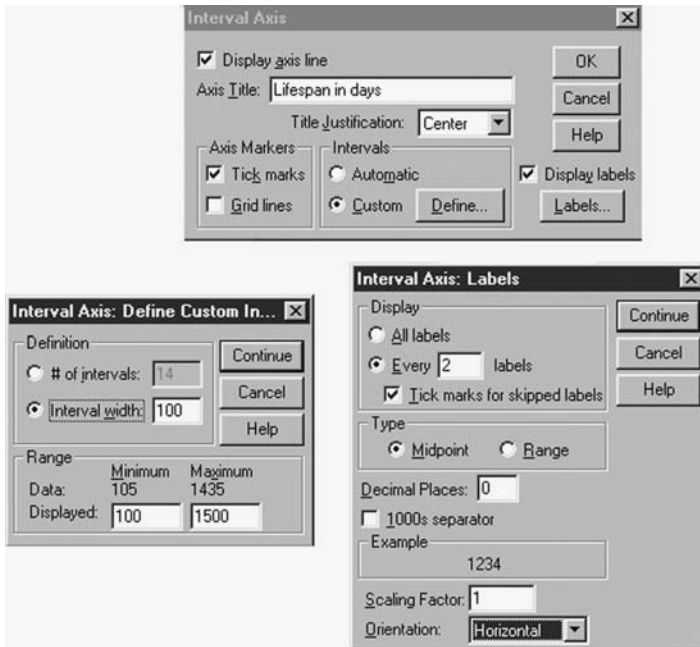 Interval Axis
Display axis line
OK
Axis Title: Lifespan in days
Cancel
Title Justification: Center
Help
Axis Markers
Intervals
Tick marks
Automatic
Display labels
Grid lines
Custom Define...
Labels...
Interval Axis: Define Custom In...
Definition
Continue
# of intervals: 14
Cancel
Interval width: 100
Help
Range
Minimum Maximum
Data: 105 1435
Displayed: 100 1500
Interval Axis: Labels
Display
Continue
All labels
Cancel
Every 2 labels
Help
Tick marks for skipped labels
Type
Midpoint Range
Decimal Places: 0
1000s separator
Example
1234
Scaling Factor: 1
Orientation: Horizontal